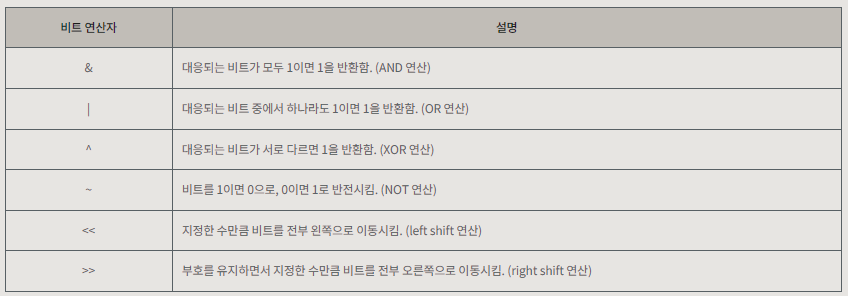 비트 연산자 설명
& 대응되는 비트가 모두 1이면 1을 반환함. (AND 연산)
| 대응되는 비트 중에서 하나라도 1이면 1을 반환함. (OR 연산)
^ 대응되는 비트가 서로 다르면 1을 반환함. (XOR 연산)
~ 비트를 1이면 0으로, 0이면 1로 반전시킴. (NOT 연산)
<< 지정한 수만큼 비트를 전부 왼쪽으로 이동시킴. (left shift 연산)
>> 부호를 유지하면서 지정한 수만큼 비트를 전부 오른쪽으로 이동시킴. (right shift 연산)